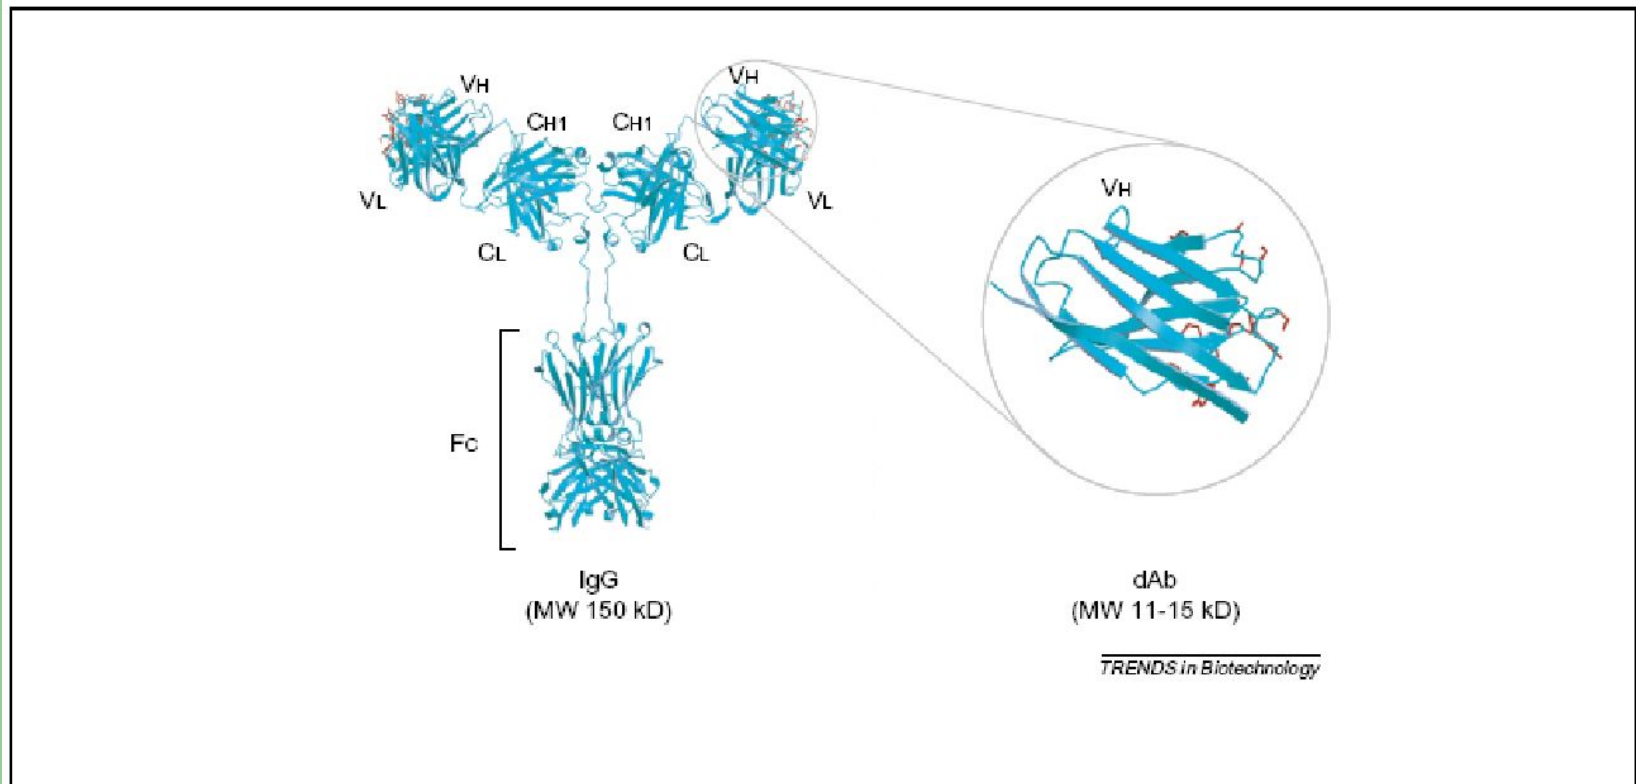 VH
VH
CH1
CH1
VL
VL
VH
CL
CL
Fc
IgG
dAb
(MW 150 kD)
(MW 11-15 kD)
TRENDS in Biotechnology